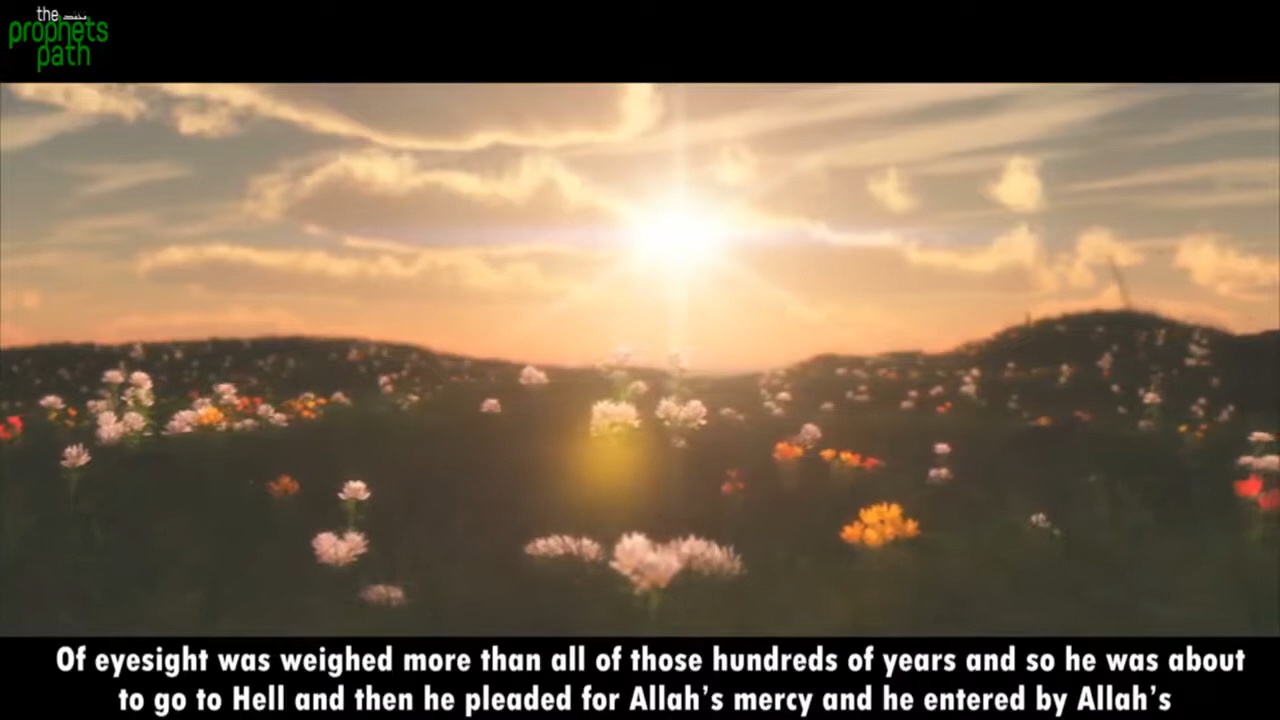 the
prophets
path
Of eyesight was weighed more than all of those hundreds of years and so he was about
to go to Hell and then he pleaded for Allah’s mercy and he entered by Allah’s